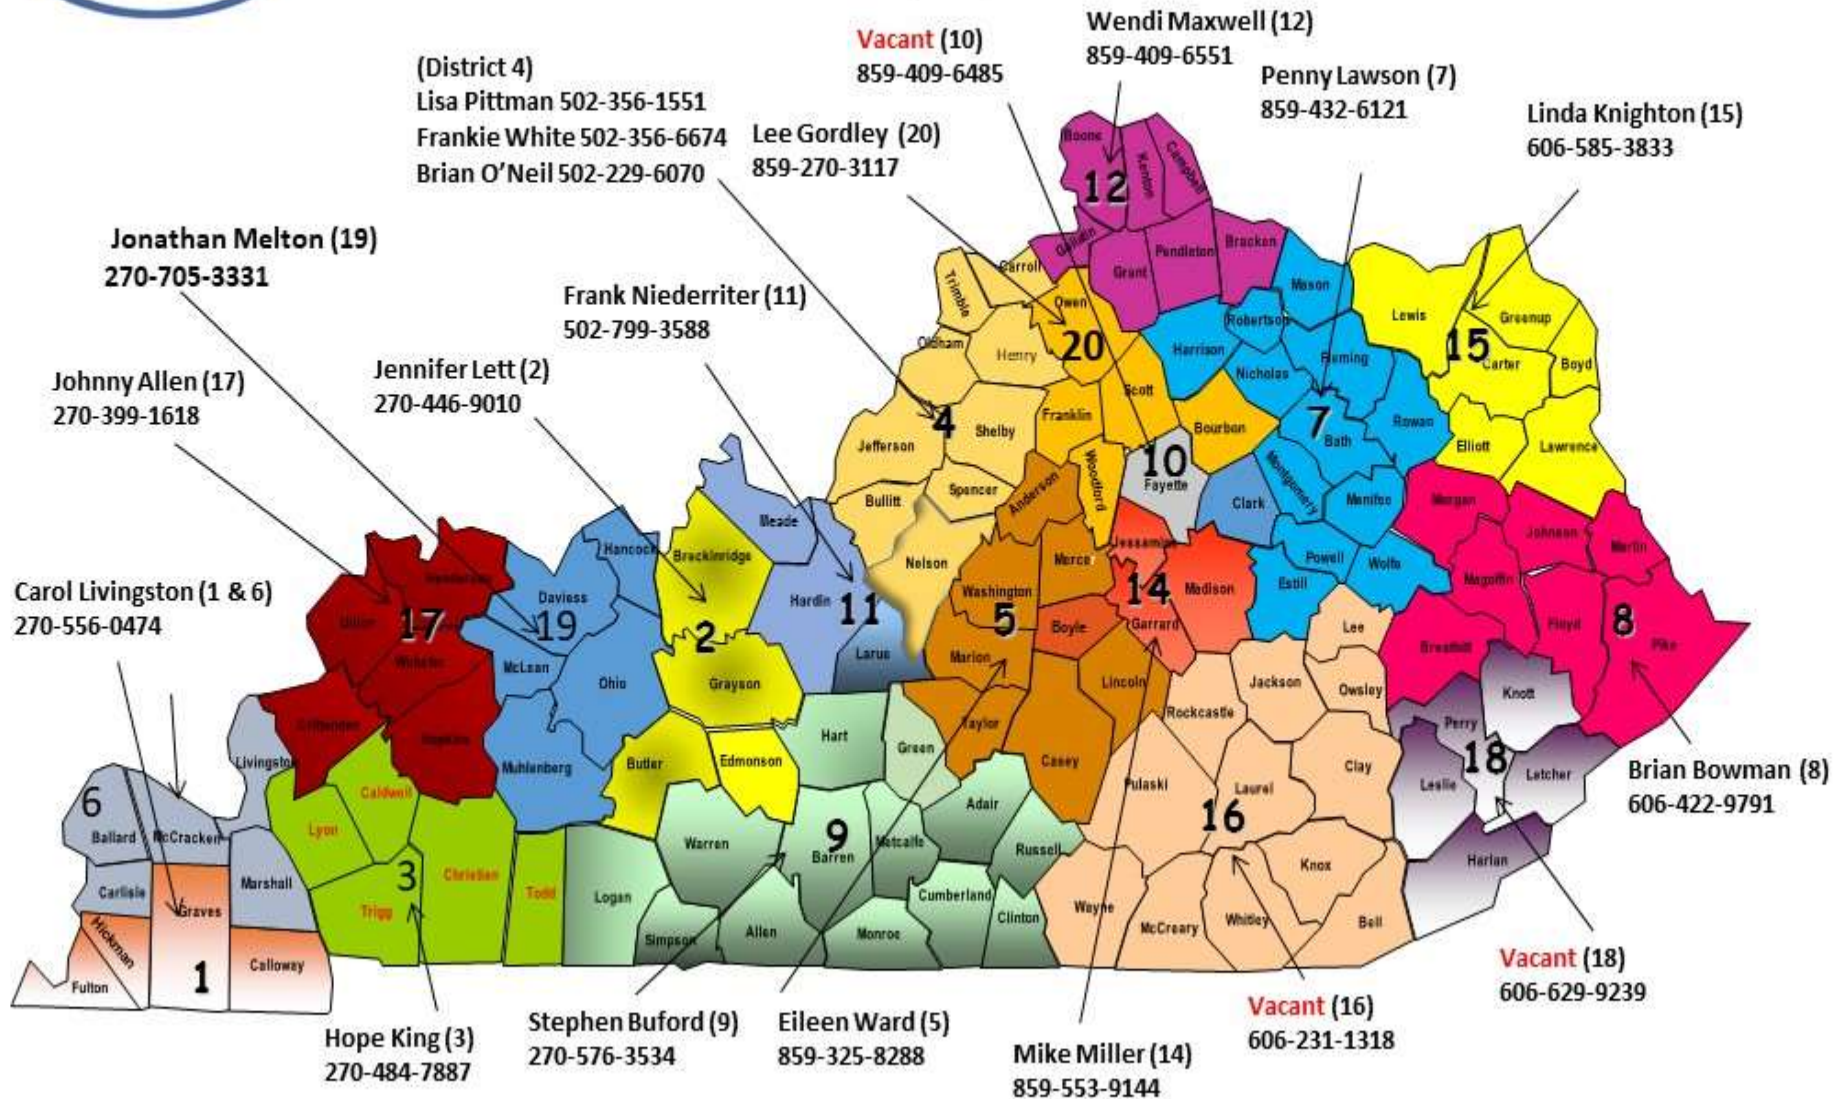 Wendi Maxwell (12)
859-409-6551
Vacant (10)
859-409-6485
(District 4)
Lisa Pittman 502-356-1551
Frankie White 502-356-6674
Brian O'Neil 502-229-6070
Penny Lawson (7)
859-432-6121
Linda Knighton (15)
606-585-3833
Lee Gordley (20)
859-270-3117
Jonathan Melton (19)
270-705-3331
Frank Niederriter (11)
502-799-3588
Jennifer Lett (2)
270-446-9010
Johnny Allen (17)
270-399-1618
Carol Livingston (1 & 6)
270-556-0474
Boone
Kenton
Campbell
12
Gallatin
Grant
Pendleton
Bracken
Carroll
Trimble
Owen
20
Oldham
Henry
Mason
Robertson
Harrison
Fleming
Nicholas
Lewis
Greenup
15
Carter
Boyd
Scott
Franklin
Bourbon
4
Jefferson
Shelby
7
Bath
Rowan
Elliott
Lawrence
10
Fayette
Woodford
Anderson
Spencer
Bullitt
Clark
Montgomery
Menifee
Morgan
Johnson
Martin
Meade
Breckinridge
Hancock
Nelson
Jessamine
Merce
Madison
Powell
Estill
Wolfe
Magoffin
Henderson
Union
17
Webster
Daviess
19
McLean
Ohio
Hardin
11
Larue
Washington
5
Marion
Boyle
14
Garrard
Lee
Breathitt
Floyd
8
Pike
2
Grayson
Lincoln
Rockcastle
Jackson
Owsley
Knott
Perry
Crittenden
Hopkins
Muhlenberg
Butler
Edmonson
Hart
Green
Taylor
Casey
Pulaski
Laurel
16
Clay
Leslie
18
Letcher
Brian Bowman (8)
606-422-9791
Livingston
Caldwell
Lyon
6
Ballard
McCracken
Carlisle
Marshall
3
Trigg
Christian
Todd
Logan
Warren
9
Barren
Metcalfe
Adair
Russell
Knox
Harlan
Graves
Hickman
Fulton
1
Calloway
Simpson
Allen
Monroe
Cumberland
Clinton
Wayne
McCreary
Whitley
Bell
Vacant (18)
606-629-9239
Vacant (16)
606-231-1318
Hope King (3)
270-484-7887
Stephen Buford (9)
270-576-3534
Eileen Ward (5)
859-325-8288
Mike Miller (14)
859-553-9144